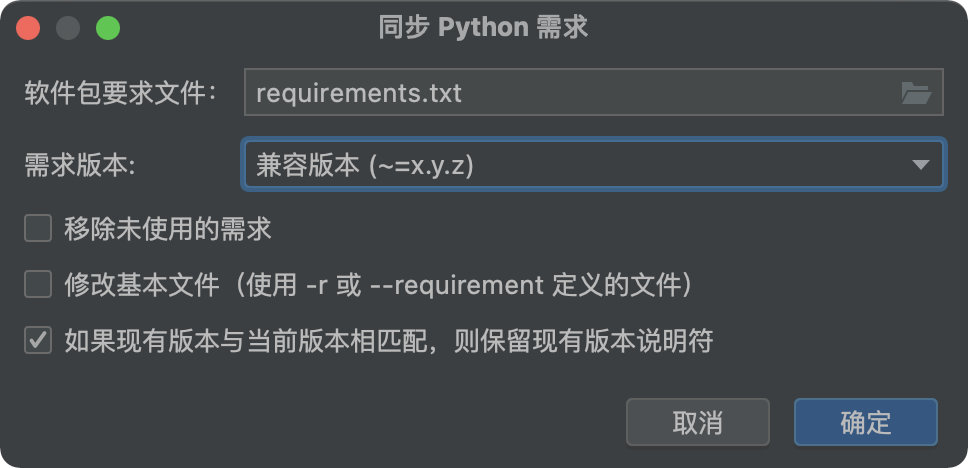 同步 Python 需求
软件包要求文件：
requirements.txt
需求版本:
兼容版本 (~=x.y.z)
移除未使用的需求
修改基本文件（使用 -r 或 --requirement 定义的文件）
如果现有版本与当前版本相匹配，则保留现有版本说明符
取消
确定